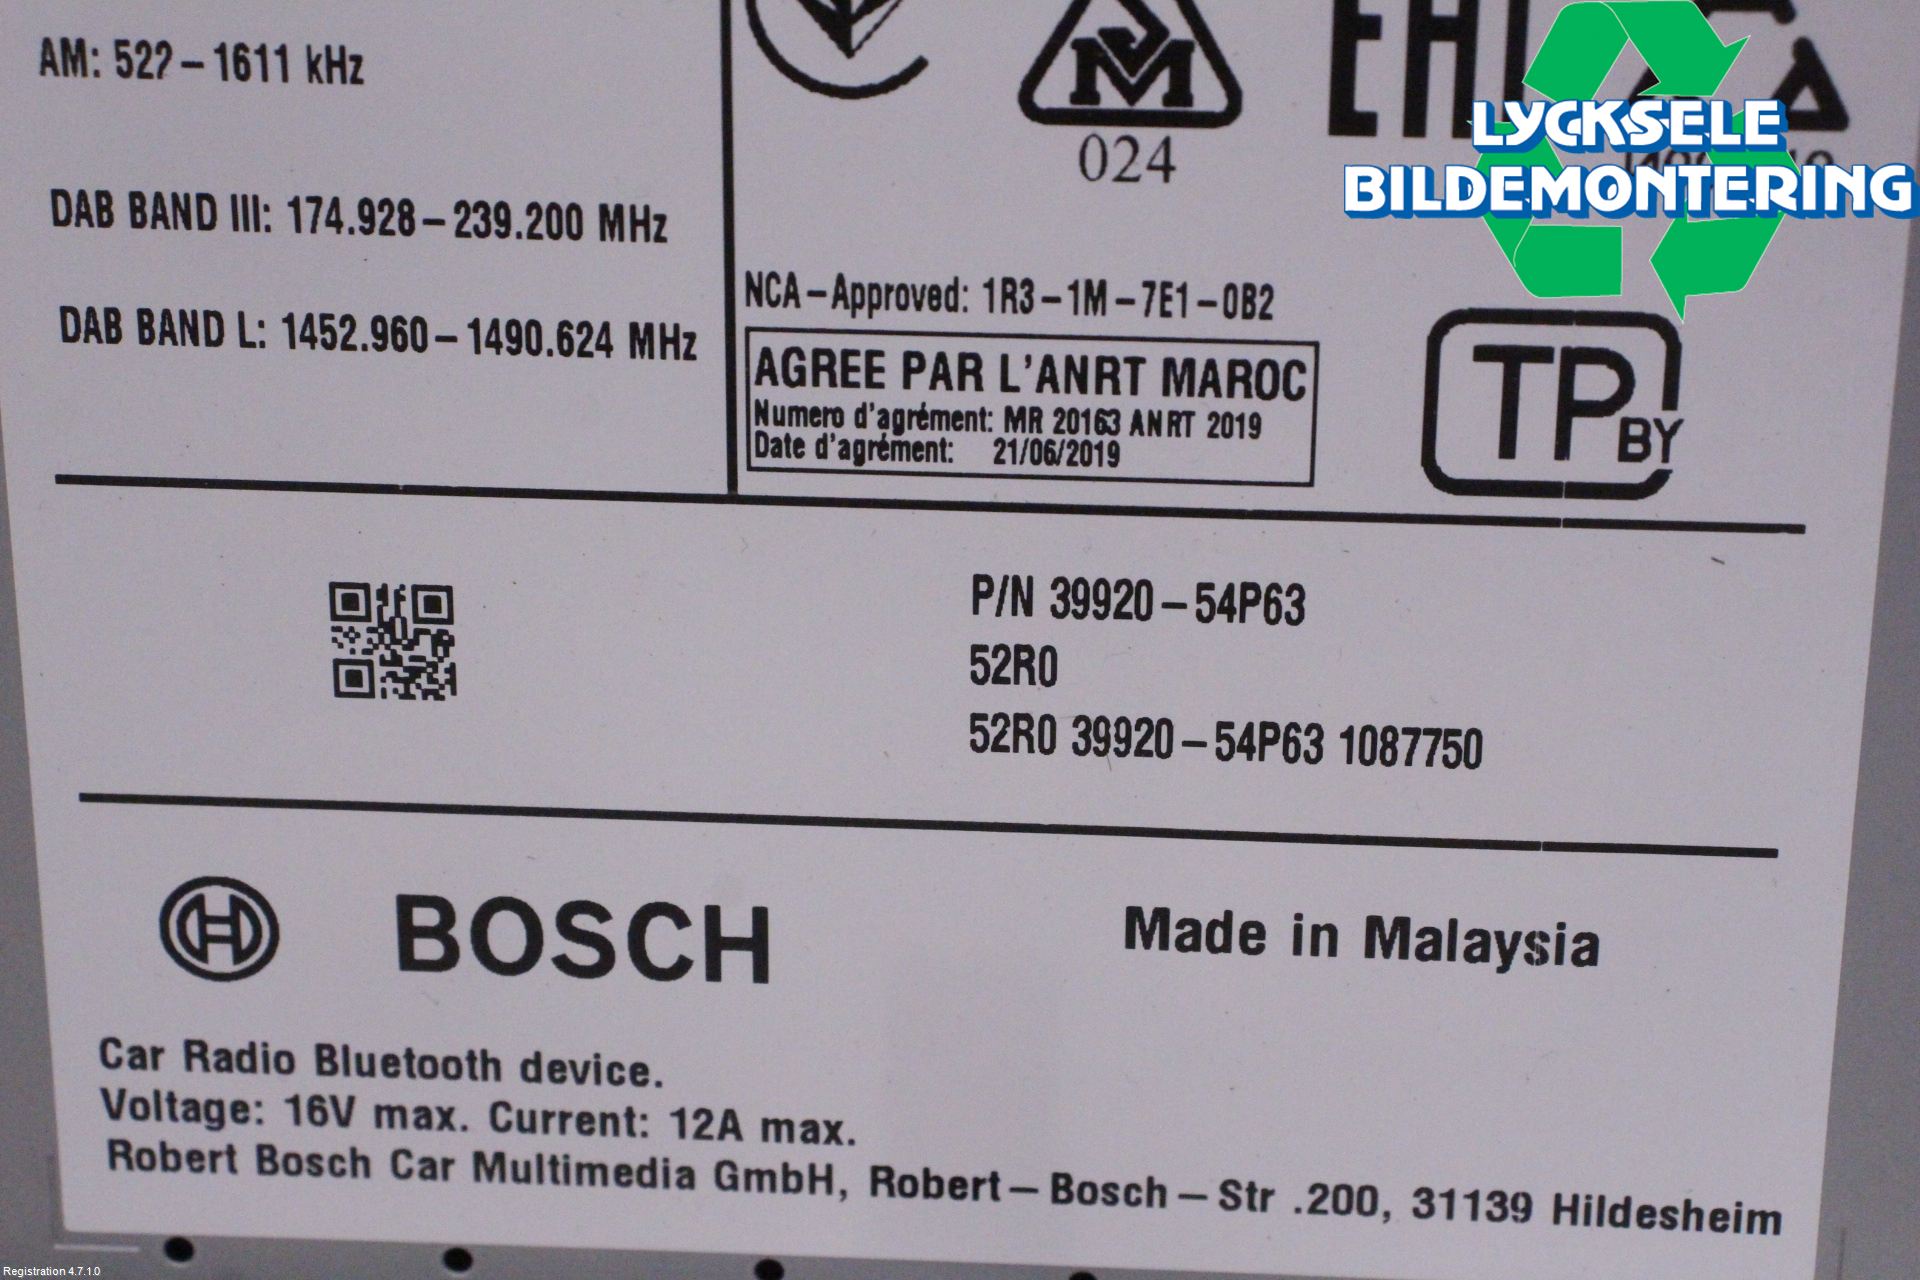 AM: 522-1611 kHz
DAB BAND III: 174.928-239.200 MHz
DAB BAND L: 1452.960-1490.624 MHz
M
024
EAC
LYCKSELE
BILDEMONTERING
NCA-Approved: 1R3-1M-7E1-0B2
AGREE PAR L'ANRT MAROC
Numero d'agrément: MR 20163 ANRT 2019
Date d'agrément: 21/06/2019
TP BY
P/N 39920-54P63
52R0
52R0 39920-54P63 1087750
BOSCH
Made in Malaysia
Car Radio Bluetooth device.
Voltage: 16V max. Current: 12A max.
Robert Bosch Car Multimedia GmbH, Robert-Bosch-Str .200, 31139 Hildesheim
Registration 4.7.1.0